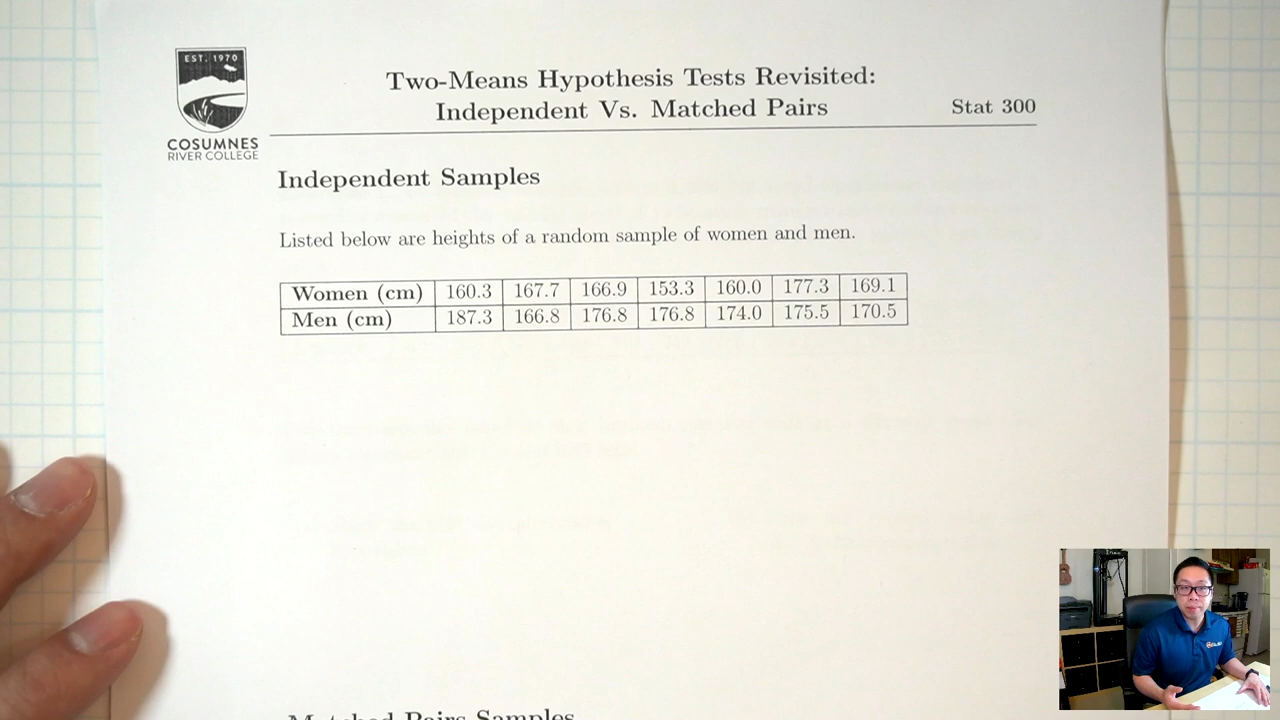 EST. 1970
COSUMNES
RIVER COLLEGE
Two-Means Hypothesis Tests Revisited:
Independent Vs. Matched Pairs
Stat 300
Independent Samples
Listed below are heights of a random sample of women and men.
Women (cm) 160.3 167.7 166.9 153.3 160.0 177.3 169.1
Men (cm) 187.3 166.8 176.8 176.8 174.0 175.5 170.5
Matched Pairs Samples